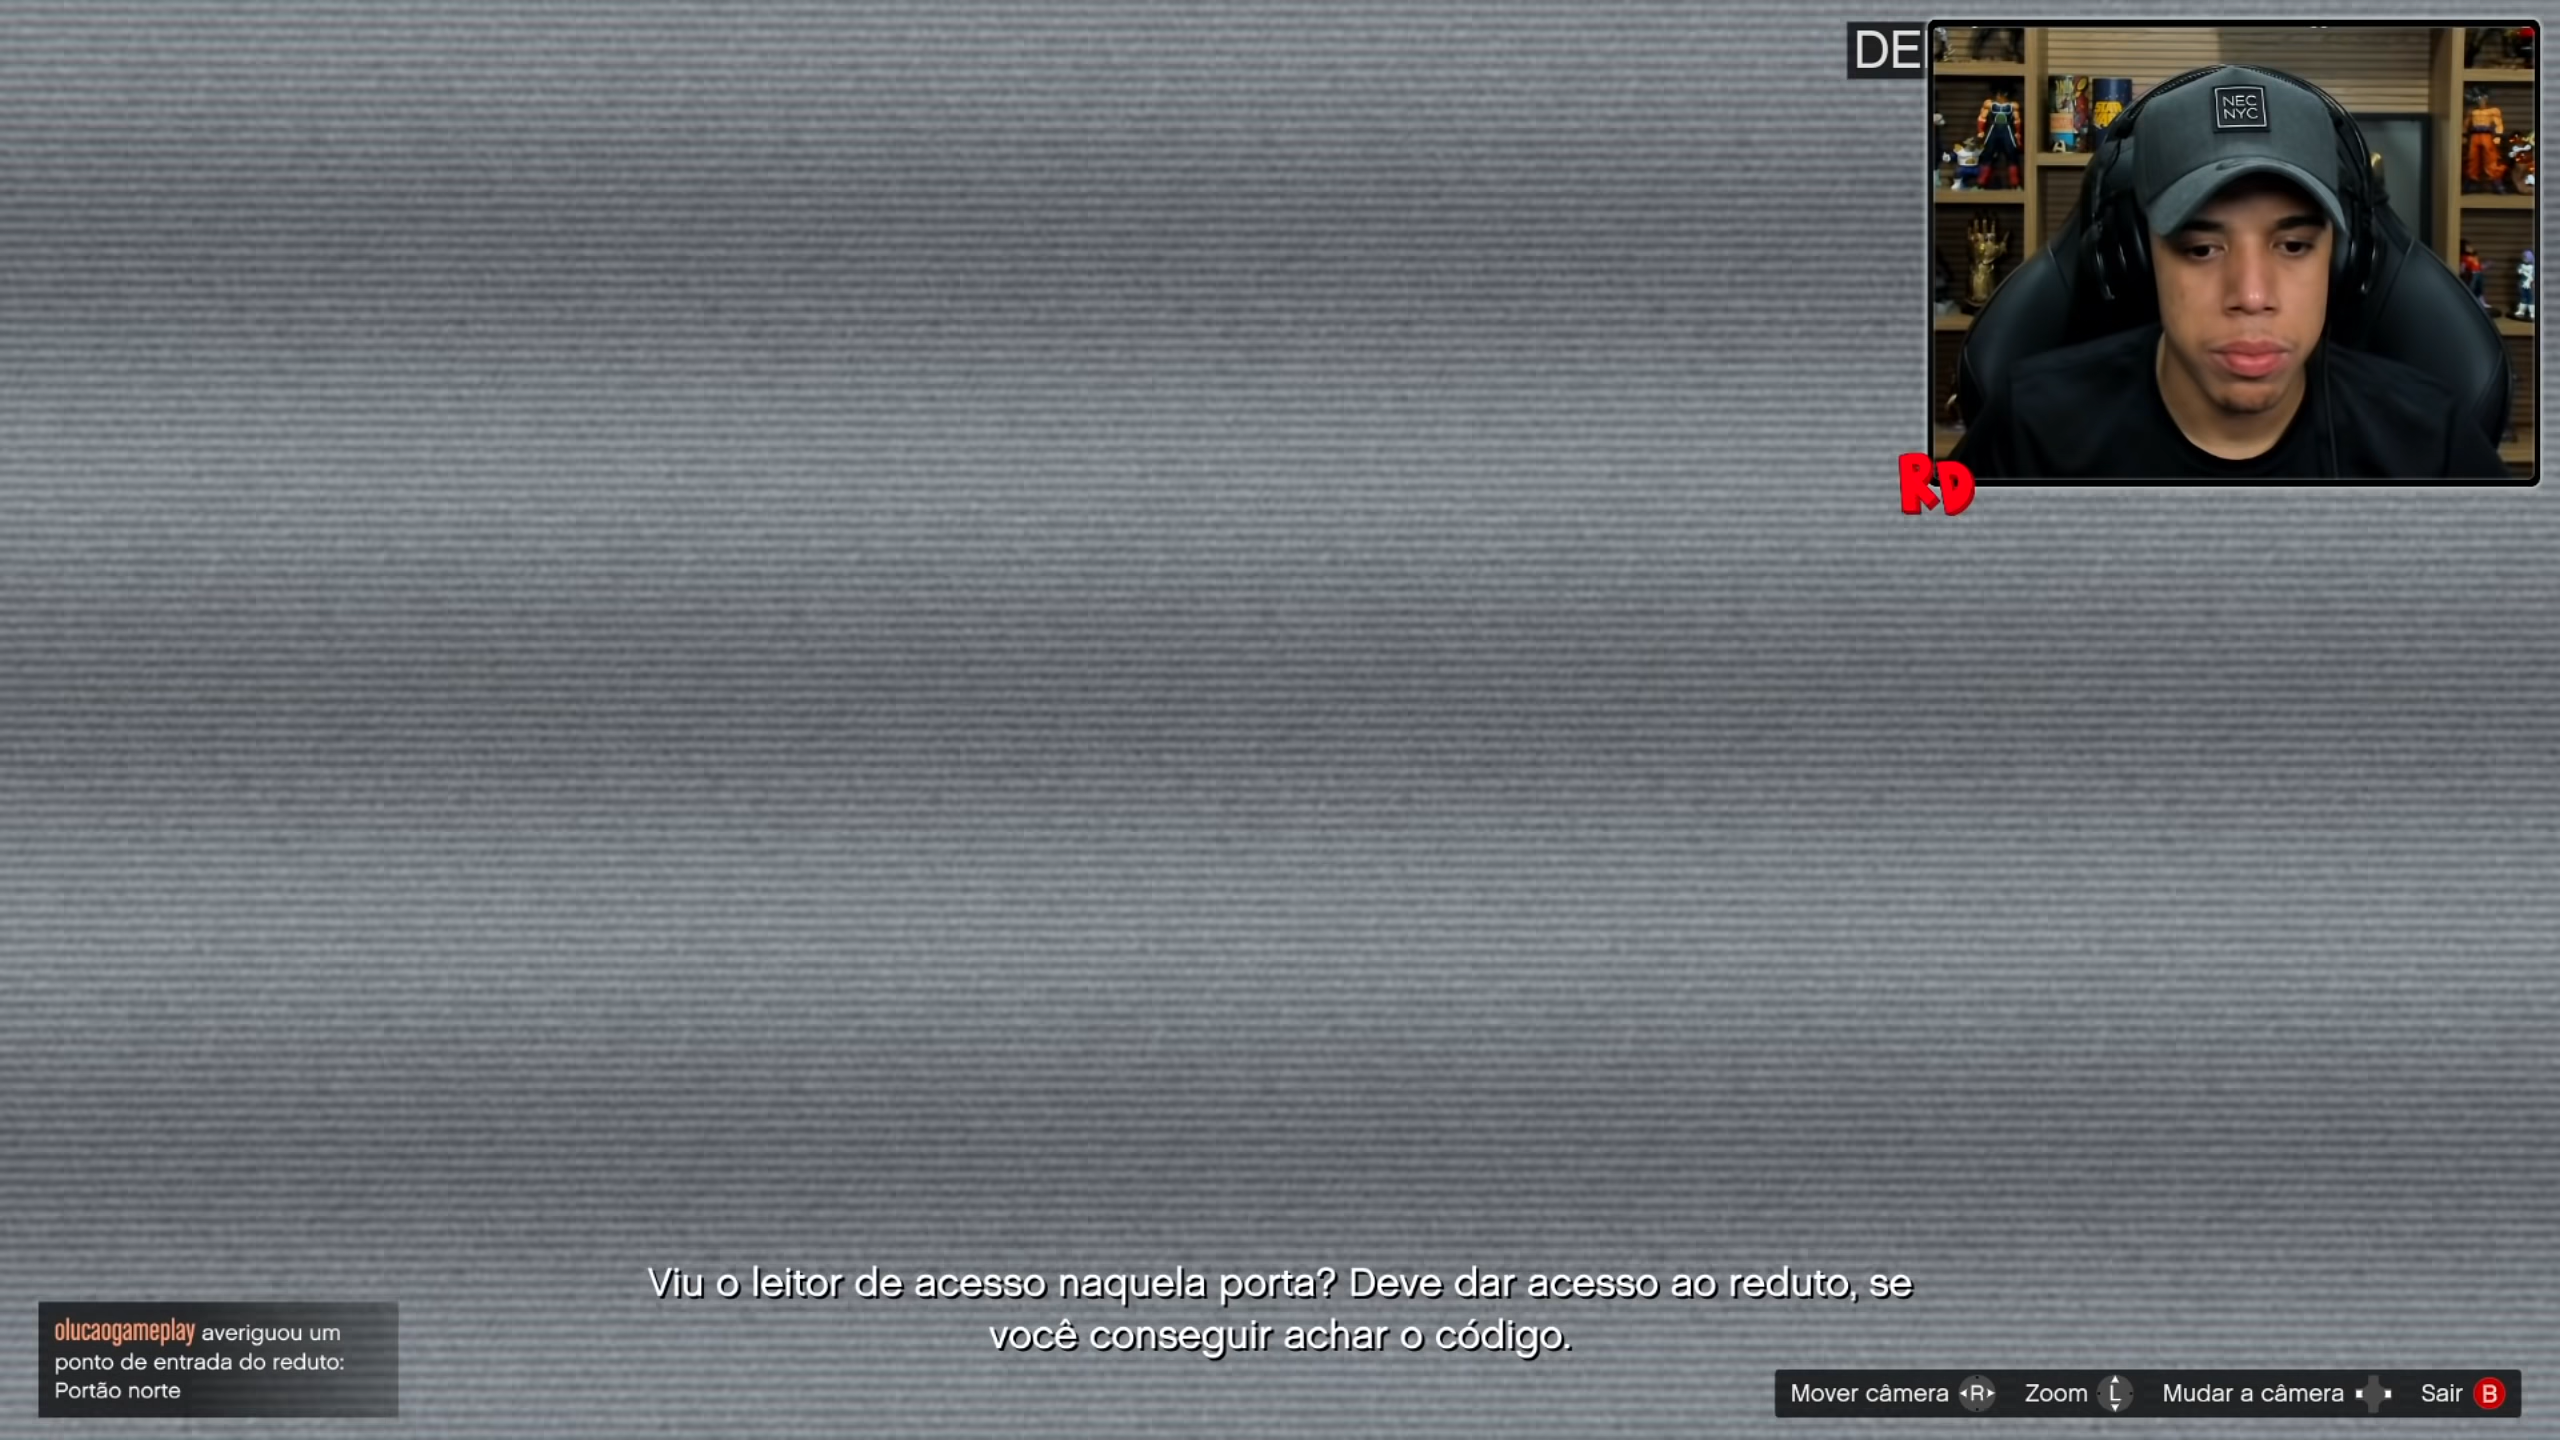 DE
NEC
NYC
RD
Viu o leitor de acesso naquela porta? Deve dar acesso ao reduto, se
você conseguir achar o código.
olucaogameplay averiguou um
ponto de entrada do reduto:
Portão norte
Mover câmera R Zoom L Mudar a câmera Sair B